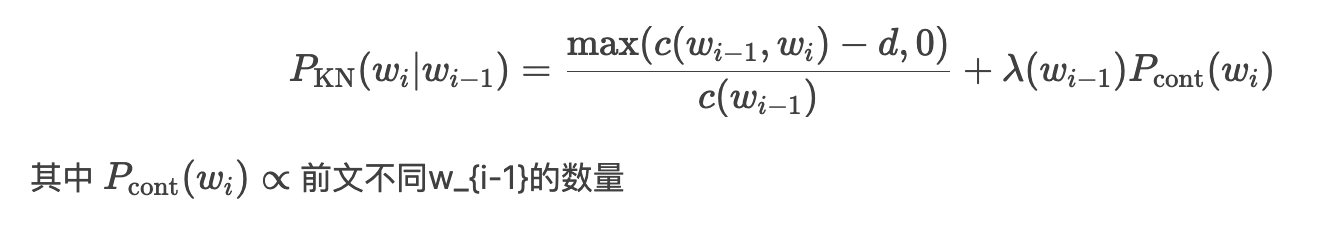 P_KN(w_i|w_{i−1}) = max(c(w_{i−1}, w_i) − d, 0) / c(w_{i−1}) + λ(w_{i−1})P_cont(w_i)
其中 P_cont(w_i) ∝ 前文不同w_{i-1}的数量